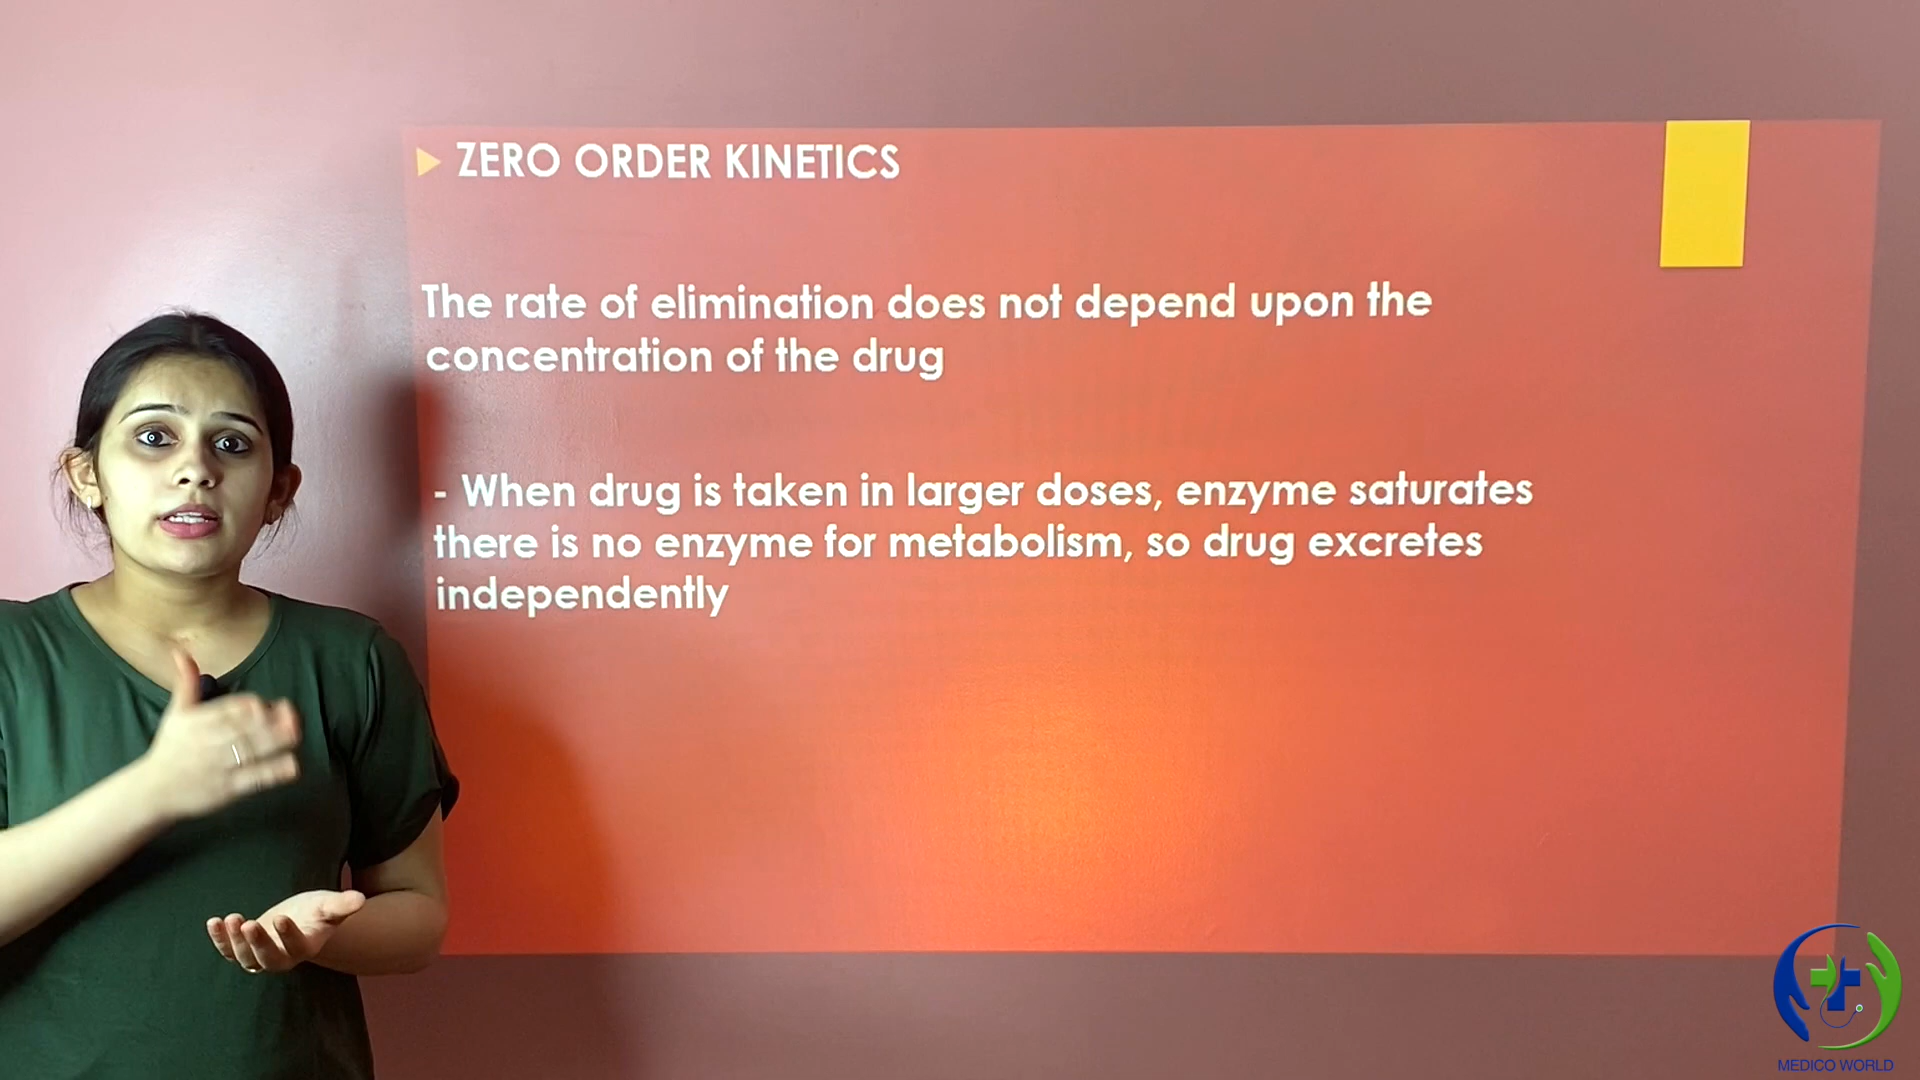 ZERO ORDER KINETICS
The rate of elimination does not depend upon the
concentration of the drug
- When drug is taken in larger doses, enzyme saturates
there is no enzyme for metabolism, so drug excretes
independently
MEDICO WORLD